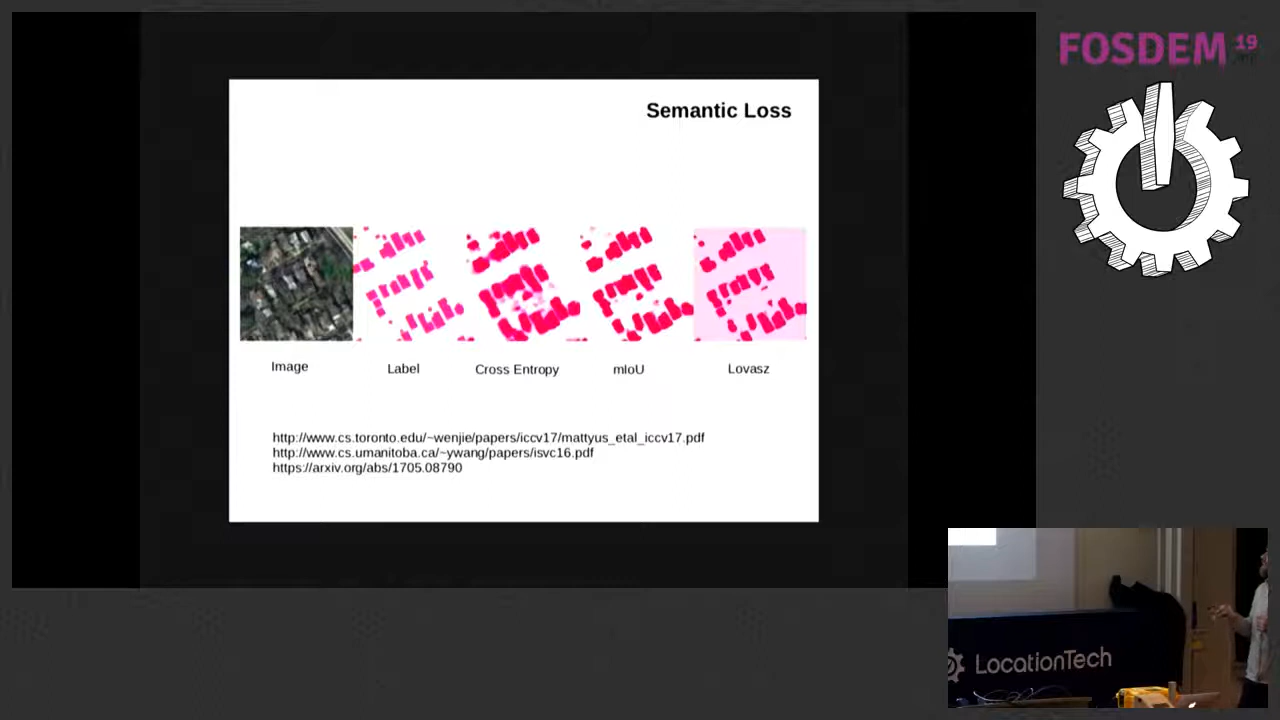 FOSDEM 19
Semantic Loss
Image
Label
Cross Entropy
mIoU
Lovasz
http://www.cs.toronto.edu/~wenjie/papers/iccv17/mattyus_etal_iccv17.pdf
http://www.cs.umanitoba.ca/~ywang/papers/isvc16.pdf
https://arxiv.org/abs/1705.08790
LocationTech